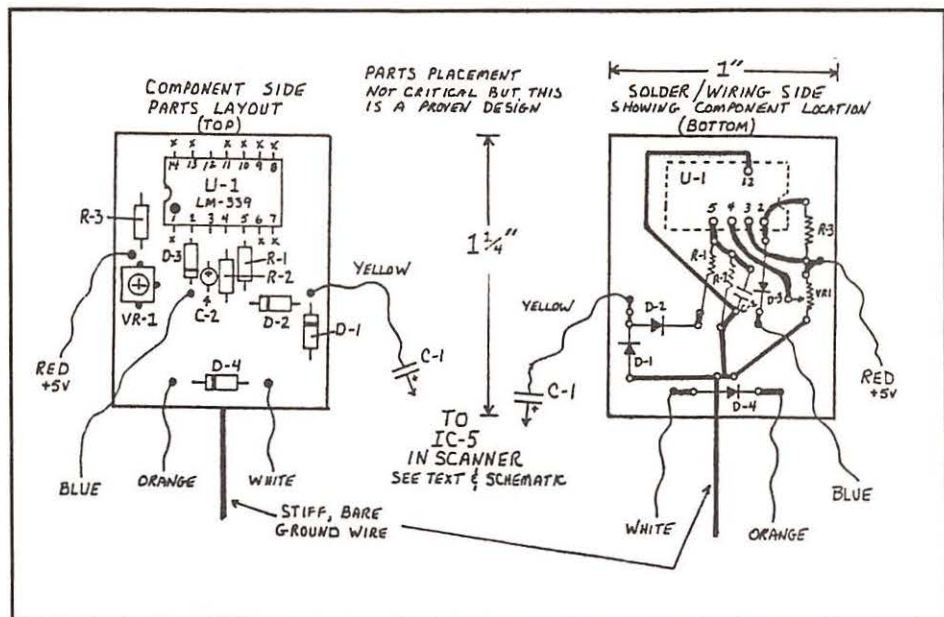 COMPONENT SIDE
PARTS LAYOUT
(TOP)
PARTS PLACEMENT
NOT CRITICAL BUT THIS
IS A PROVEN DESIGN
1"
SOLDER/WIRING SIDE
SHOWING COMPONENT LOCATION
(BOTTOM)
x x x x x x
14 13 12 11 10 9 8
U-1
LM-339
1 2 3 4 5 6 7
x x x
R-3
D-3
R-1
R-2
C-2
+
VR-1
D-2
D-1
D-4
YELLOW
C-1
+
RED
+5V
BLUE
ORANGE
WHITE
1 1/4"
TO
IC-5
IN SCANNER
SEE TEXT & SCHEMATIC
STIFF, BARE
GROUND WIRE
U-1
12
5 4 3 2
R-1
R-2
R-3
D-3
VR1
YELLOW
D-2
D-1
C-1
+
D-4
RED
+5V
BLUE
WHITE
ORANGE